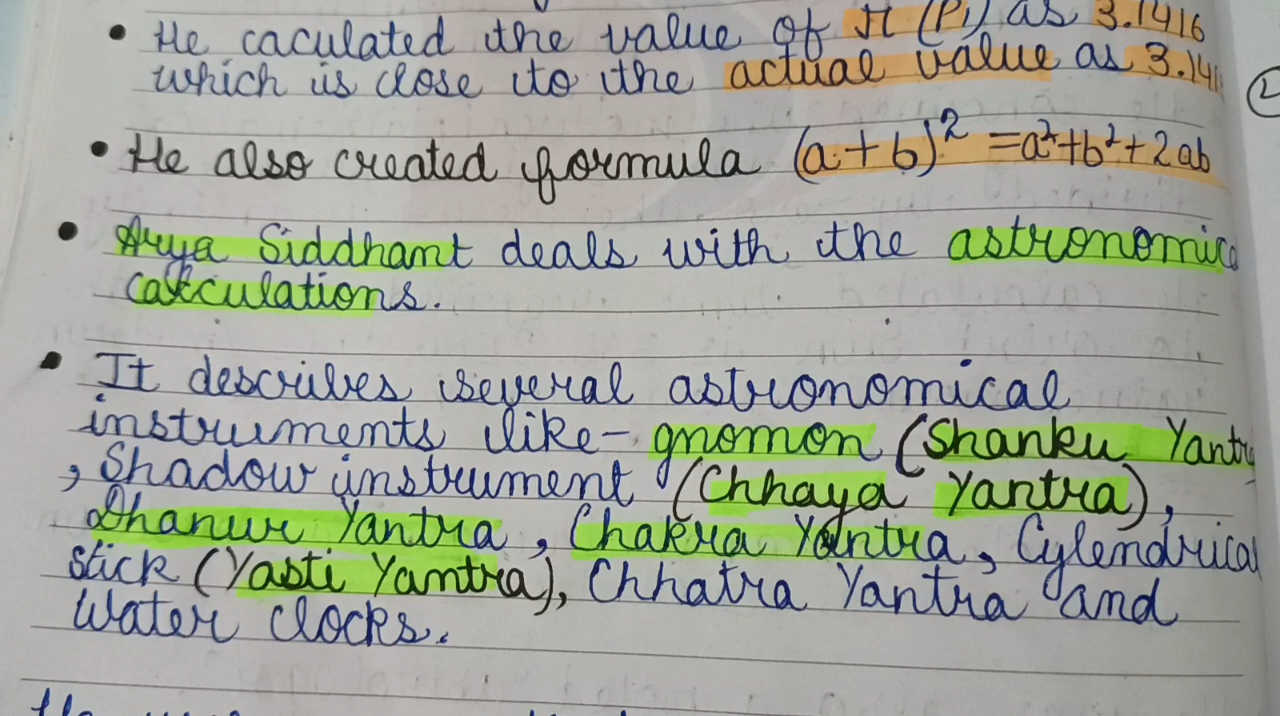 • He caculated the value of π (Pi) as 3.1416
which is close to the actual value as 3.141
• He also created formula (a+b)² = a²+b²+2ab
• Arya Siddhant deals with the astronomic
calculations.
• It describes several astronomical
instruments like- gnomon (Shanku Yantr
, Shadow instrument (Chhaya Yantra),
Dhanur Yantra, Chakra Yantra, Cylendrical
stick (Yasti Yantra), Chhatra Yantra and
Water clocks.